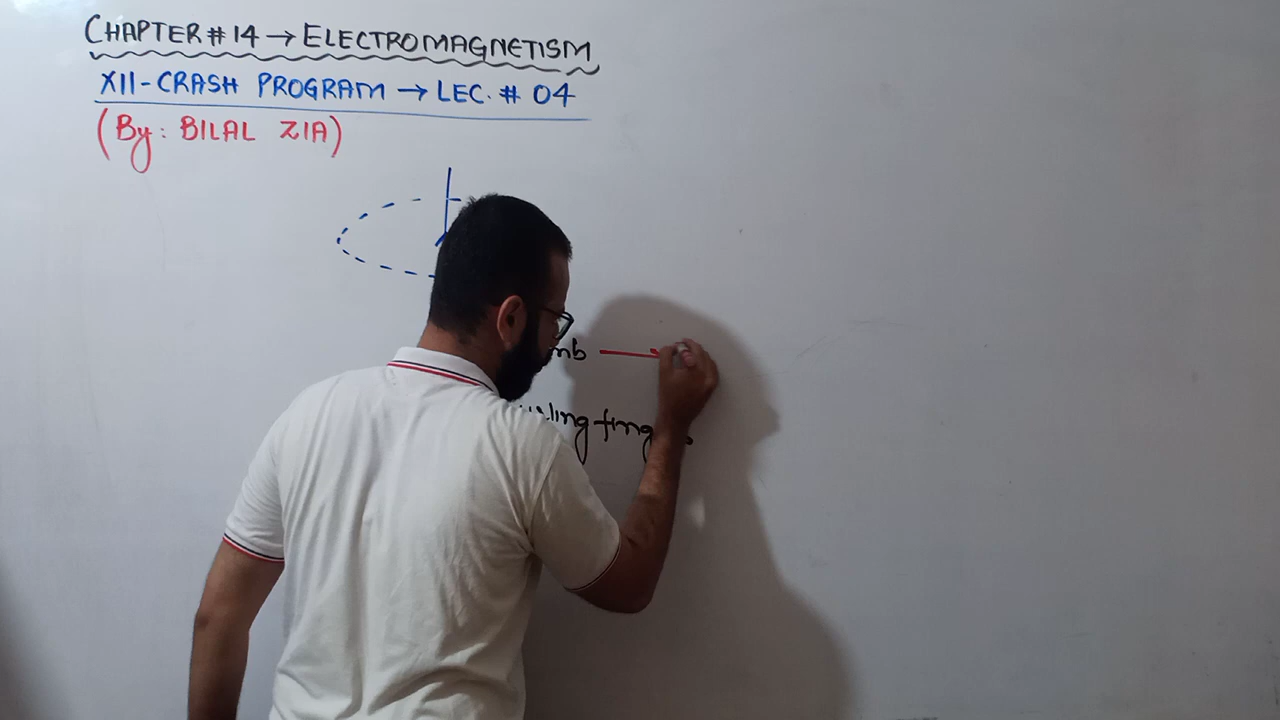 CHAPTER # 14 → ELECTROMAGNETISM
XII-CRASH PROGRAM → LEC. # 04
(By: BILAL ZIA)